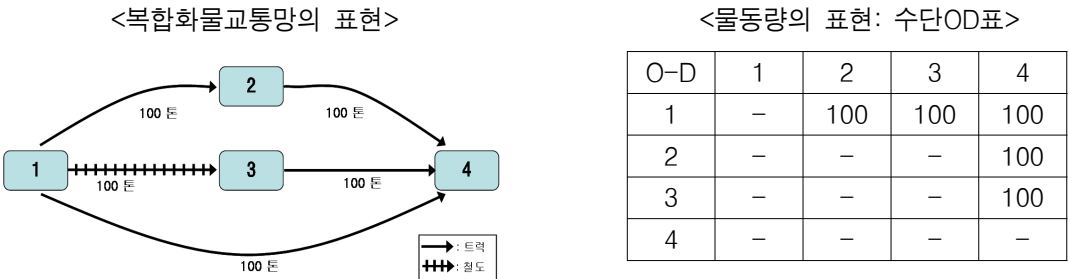 <복합화물교통망의 표현>
2
100 톤
100 톤
1
3
4
100 톤
100 톤
100 톤
: 트럭
: 철도
<물동량의 표현: 수단OD표>
O-D 1 2 3 4
1 - 100 100 100
2 - - - 100
3 - - - 100
4 - - - -